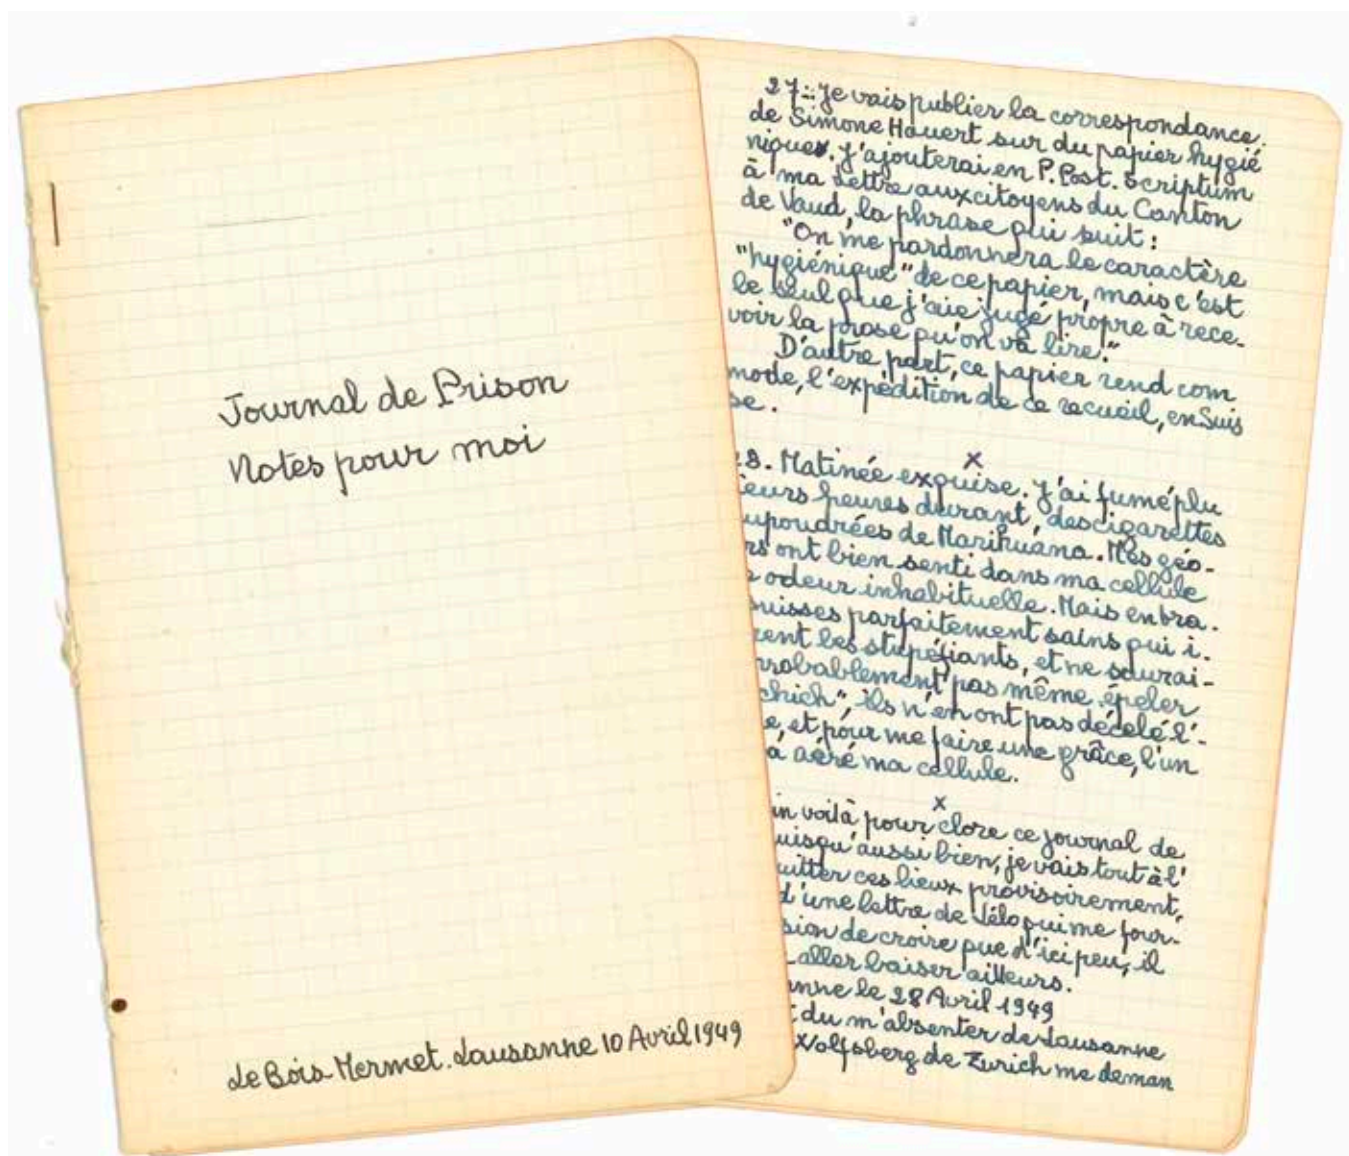 Journal de Prison
Notes pour moi
Le Bois Mermet. Lausanne 10 Avril 1949
27.- Je vais publier la correspondance
de Simone Hauert sur du papier hygié
nique. J'ajouterai en P. Post. Scriptum
à ma lettre aux citoyens du Canton
de Vaud, la phrase qui suit :
"On me pardonnera le caractère
"hygiénique" de ce papier, mais c'est
le seul que j'aie jugé propre à rece-
voir la prose qu'on va lire."
D'autre part, ce papier rend com
mode, l'expédition de ce recueil, en Suis
se.
x
28. Matinée exquise. J'ai fumé plu
sieurs heures durant, des cigarettes
upoudrées de Marihuana. Mes geô-
rs ont bien senti dans ma cellule
odeur inhabituelle. Mais en bra-
suisses parfaitement sains qui i-
rent les stupéfiants, et ne saurai-
probablement pas même épeler
chich", ils n'en ont pas décelé l'-
e, et pour me faire une grâce, l'un
a aéré ma cellule.
x
in voilà pour clore ce journal de
uisqu'aussi bien, je vais tout à l'
uitter ces lieux provisoirement,
d'une lettre de Vélo qui me four-
sion de croire que d'ici peu, il
aller baiser ailleurs.
anne le 28 Avril 1949
du m'absenter de Lausanne
Wolfsberg de Zurich me deman